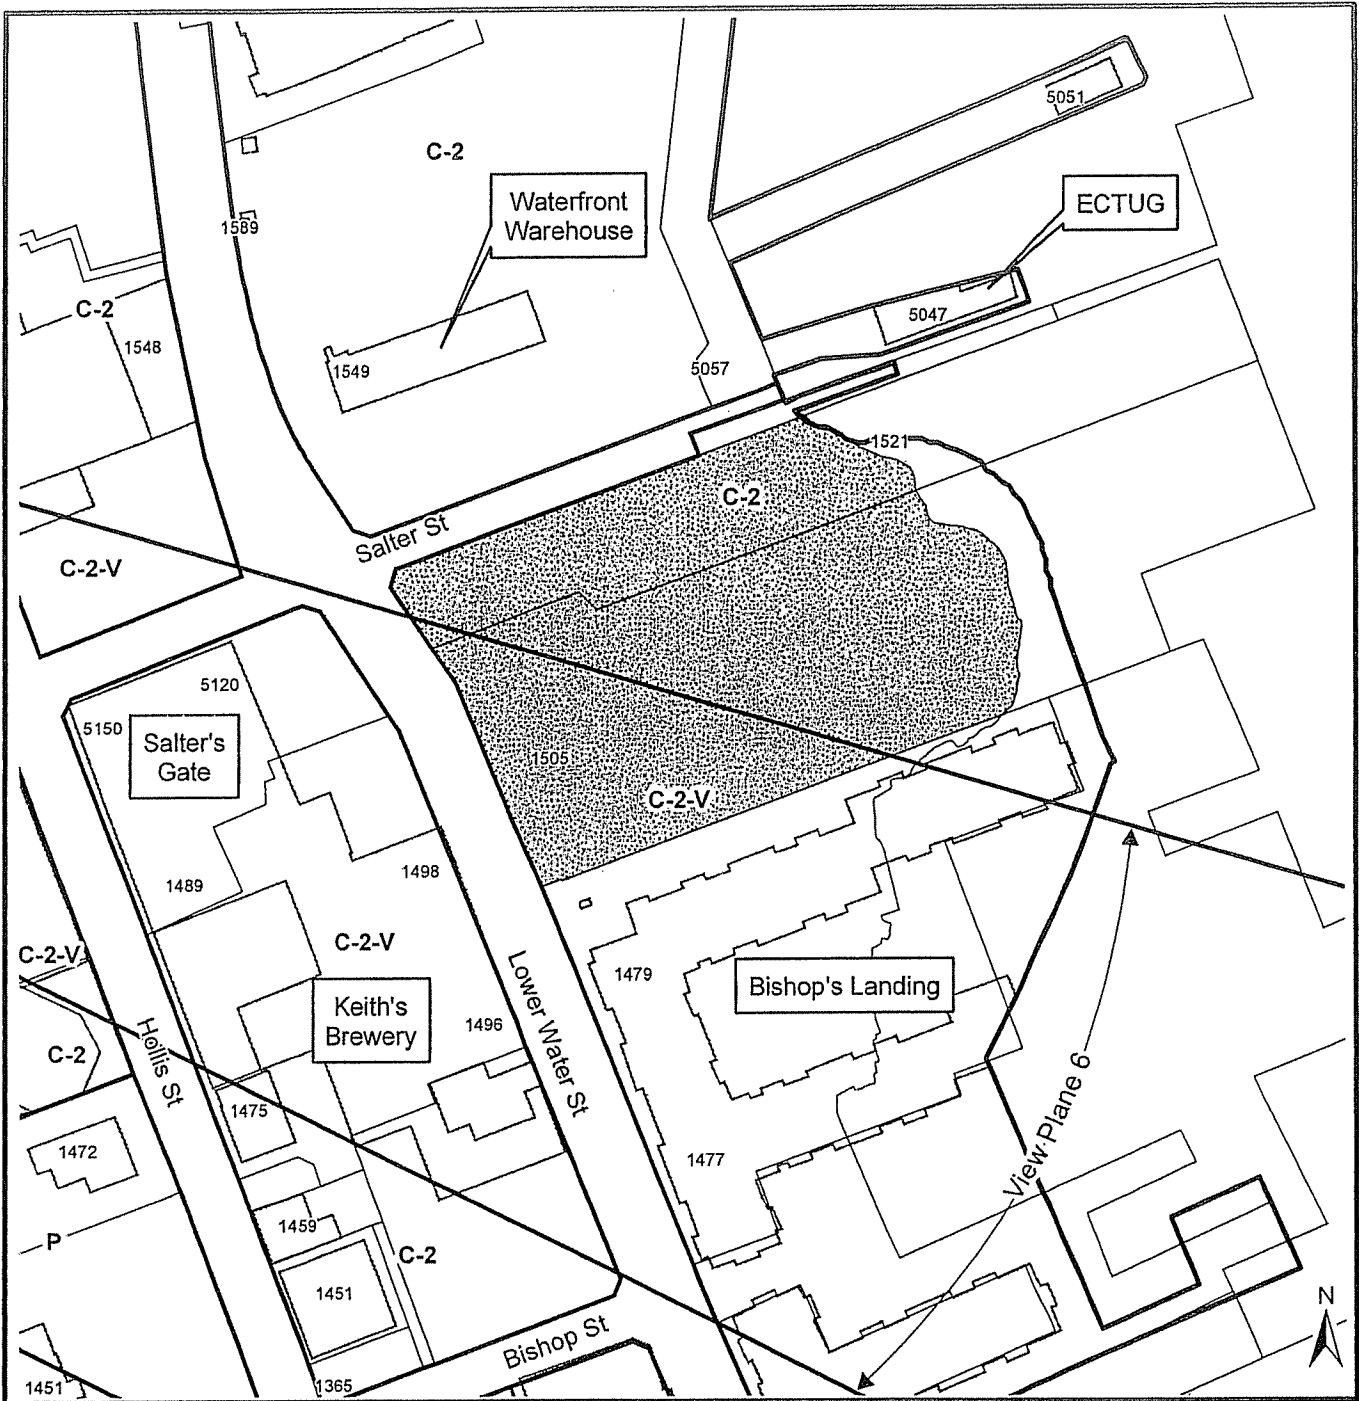 5051
C-2
Waterfront
Warehouse
ECTUG
1589
C-2
5047
1548
1549
5057
1521
C-2
Salter St
C-2-V
5120
5150
Salter's
Gate
1505
C-2-V
1498
1489
C-2-V
C-2-V
1479
Lower Water St
Bishop's Landing
Keith's
Brewery
1496
Hollis St
C-2
View Plane 6
1475
1472
1477
1459
P
C-2
1451
N
Bishop St
1451
1365